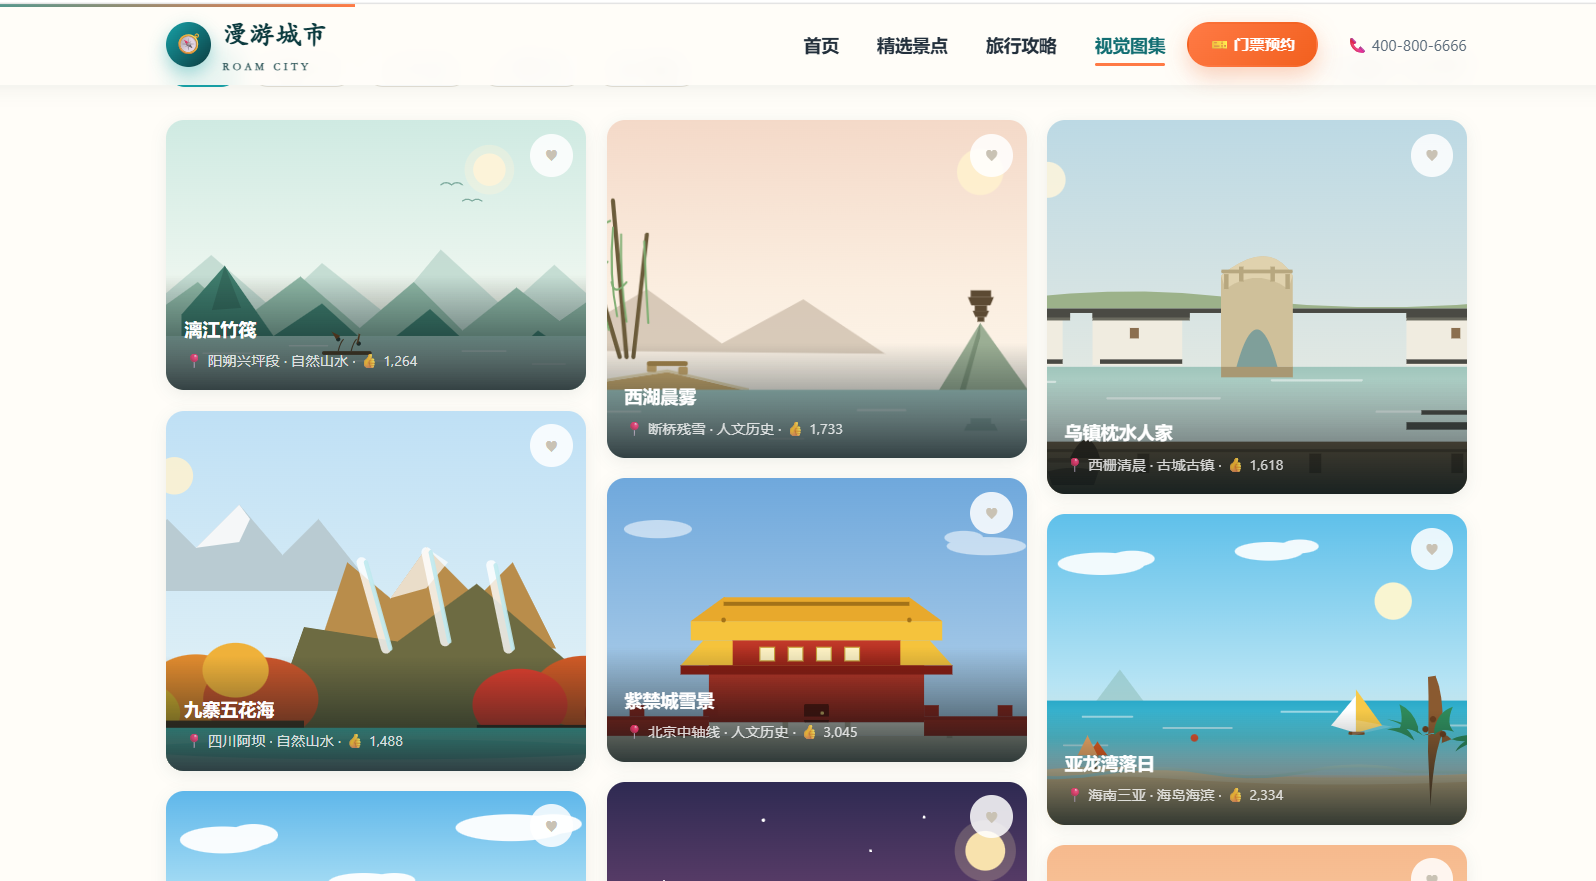 漫游城市
ROAM CITY
首页
精选景点
旅行攻略
视觉图集
🎫 门票预约
📞 400-800-6666
漓江竹筏
📍 阳朔兴坪段 · 自然山水 · 👍 1,264
西湖晨雾
📍 断桥残雪 · 人文历史 · 👍 1,733
乌镇枕水人家
📍 西栅清晨 · 古城古镇 · 👍 1,618
九寨五花海
📍 四川阿坝 · 自然山水 · 👍 1,488
紫禁城雪景
📍 北京中轴线 · 人文历史 · 👍 3,045
亚龙湾落日
📍 海南三亚 · 海岛海滨 · 👍 2,334